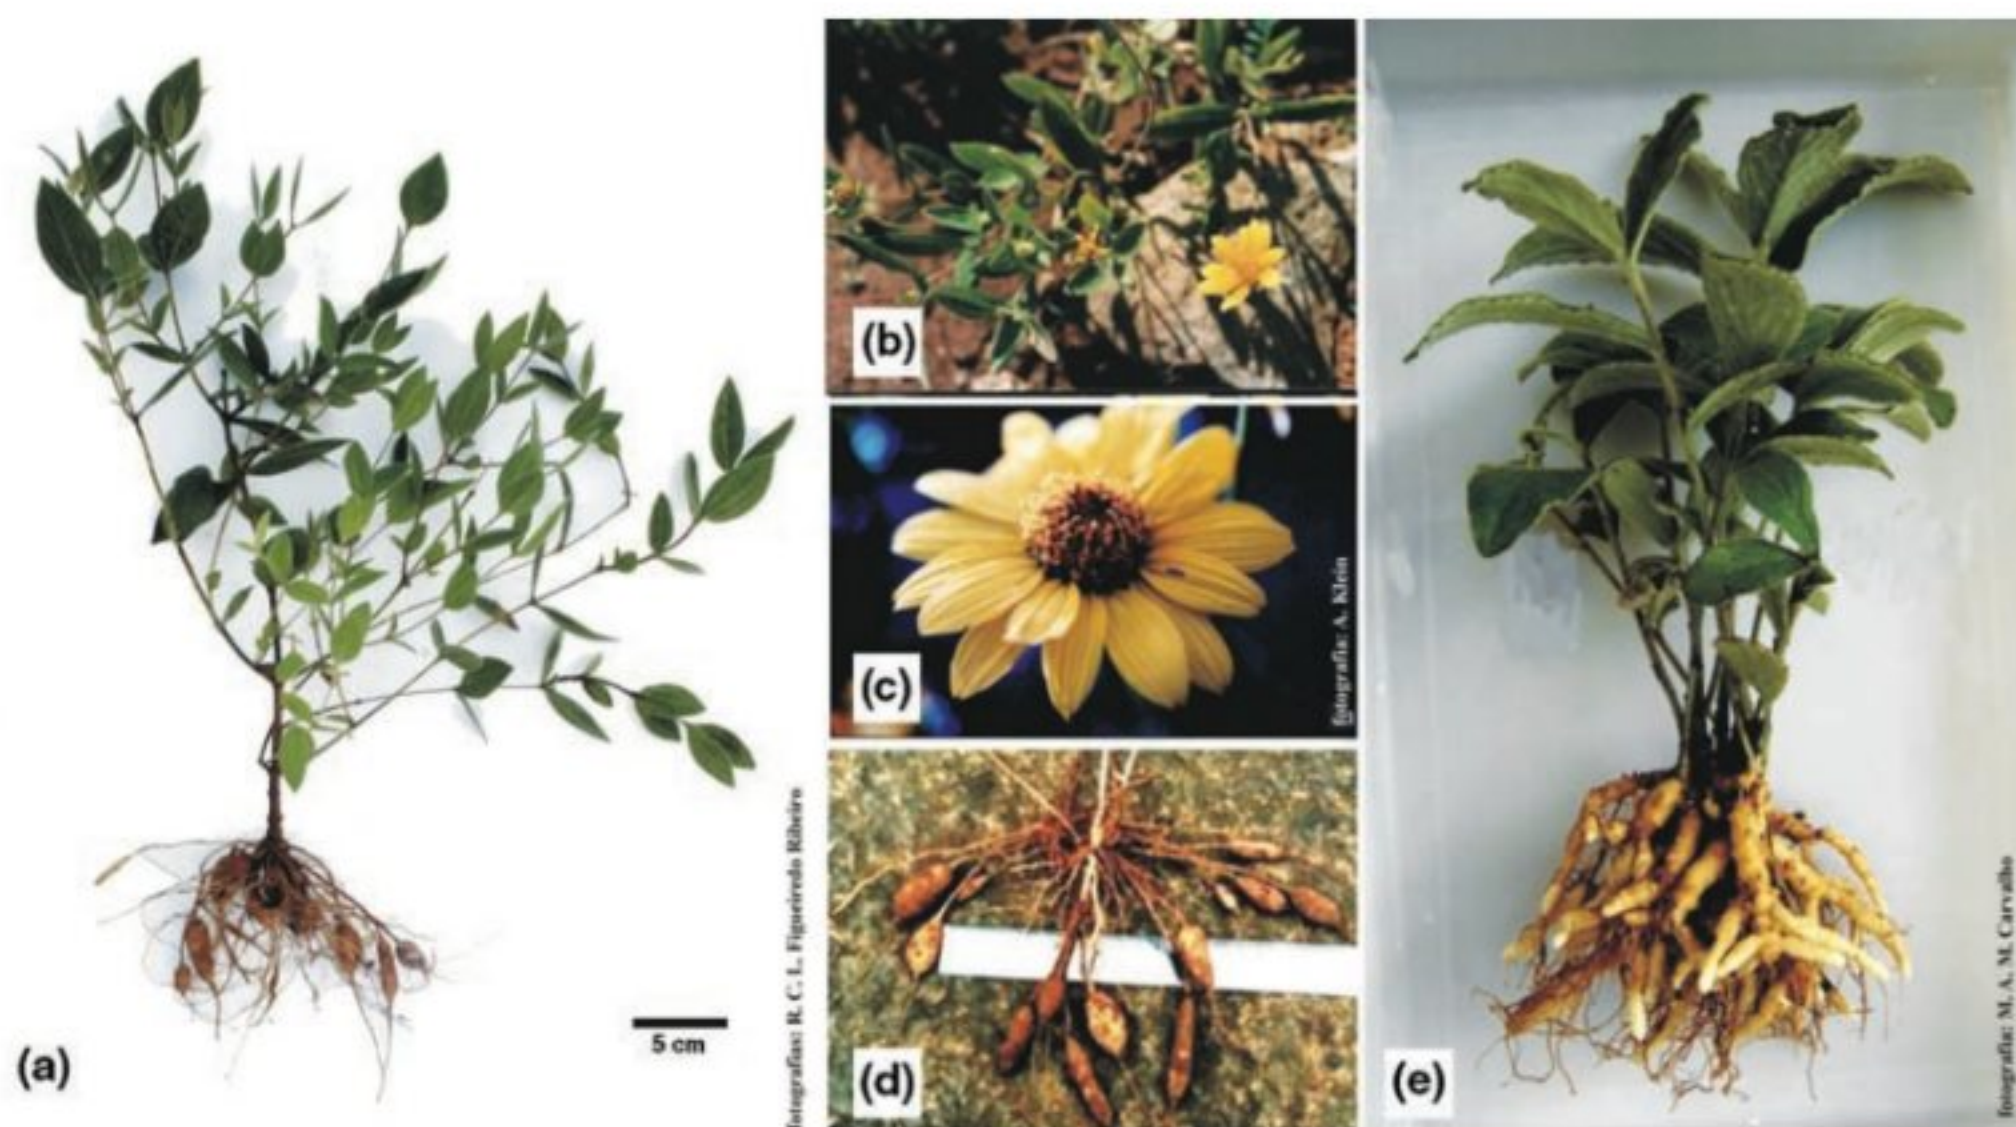 (a)
5 cm
fotografias: R. C. L. Figueiredo Ribeiro
(b)
(c)
fotografia: A. Klein
(d)
(e)
fotografia: M. A. M. Carvalho